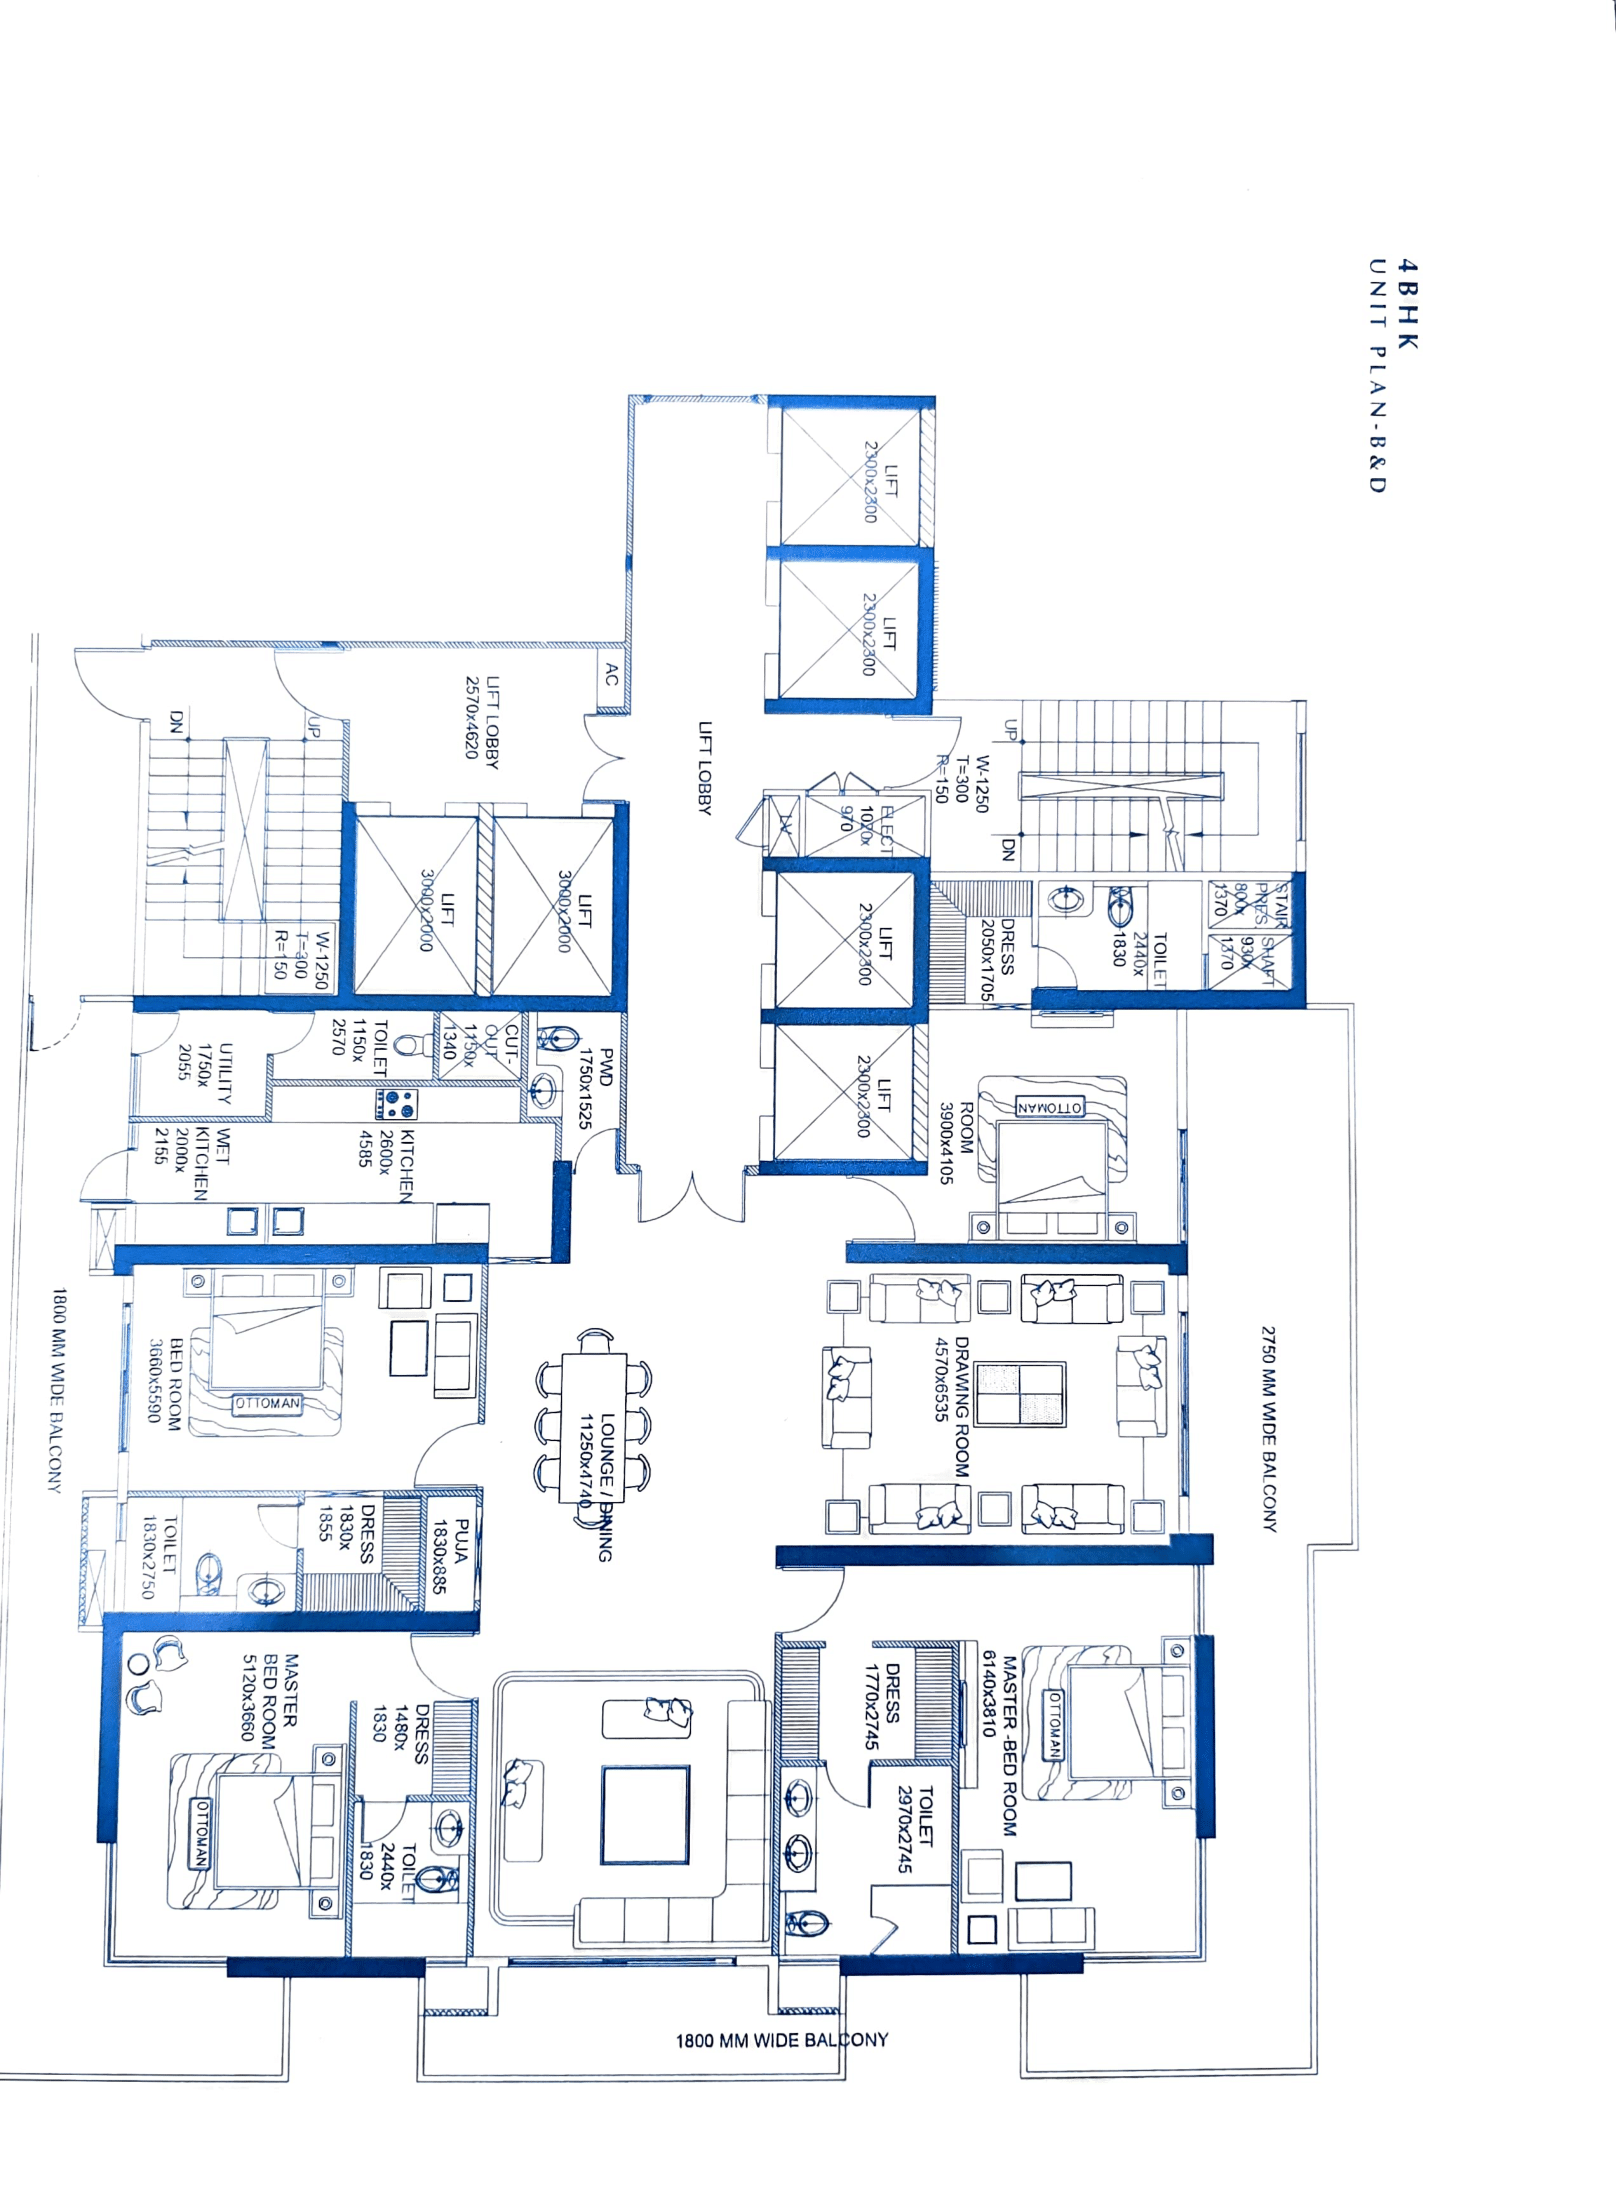 4BHK
UNIT PLAN-B&D
2750 MM WIDE BALCONY
STAIR
PRES.
800x
1370
SHAFT
930x
1370
TOILET
2440x
1830
DRESS
2050x1705
UP
DN
W-1250
T=300
R=150
ROOM
3900x4105
OTTOMAN
LIFT
2300x2300
LIFT
2300x2300
ELECT
1020x
970
LV
LIFT
2300x2300
LIFT
2300x2300
DRAWING ROOM
4570x6535
MASTER -BED ROOM
6140x3810
OTTOMAN
DRESS
1770x2745
TOILET
2970x2745
LIFT LOBBY
AC
LIFT LOBBY
2570x4620
LIFT
3000x2000
LIFT
3000x2000
PWD
1750x1525
LOUNGE / DINING
11250x4740
1800 MM WIDE BALCONY
UP
DN
W-1250
T=300
R=150
CUT-
OUT
1150x
1340
TOILET
1150x
2570
KITCHEN
2600x
4585
UTILITY
1750x
2055
WET
KITCHEN
2000x
2155
BED ROOM
3660x5590
OTTOMAN
PUJA
1830x885
DRESS
1830x
1855
TOILET
1830x2750
DRESS
1480x
1830
TOILET
2440x
1830
MASTER
BED ROOM
5120x3660
OTTOMAN
1800 MM WIDE BALCONY